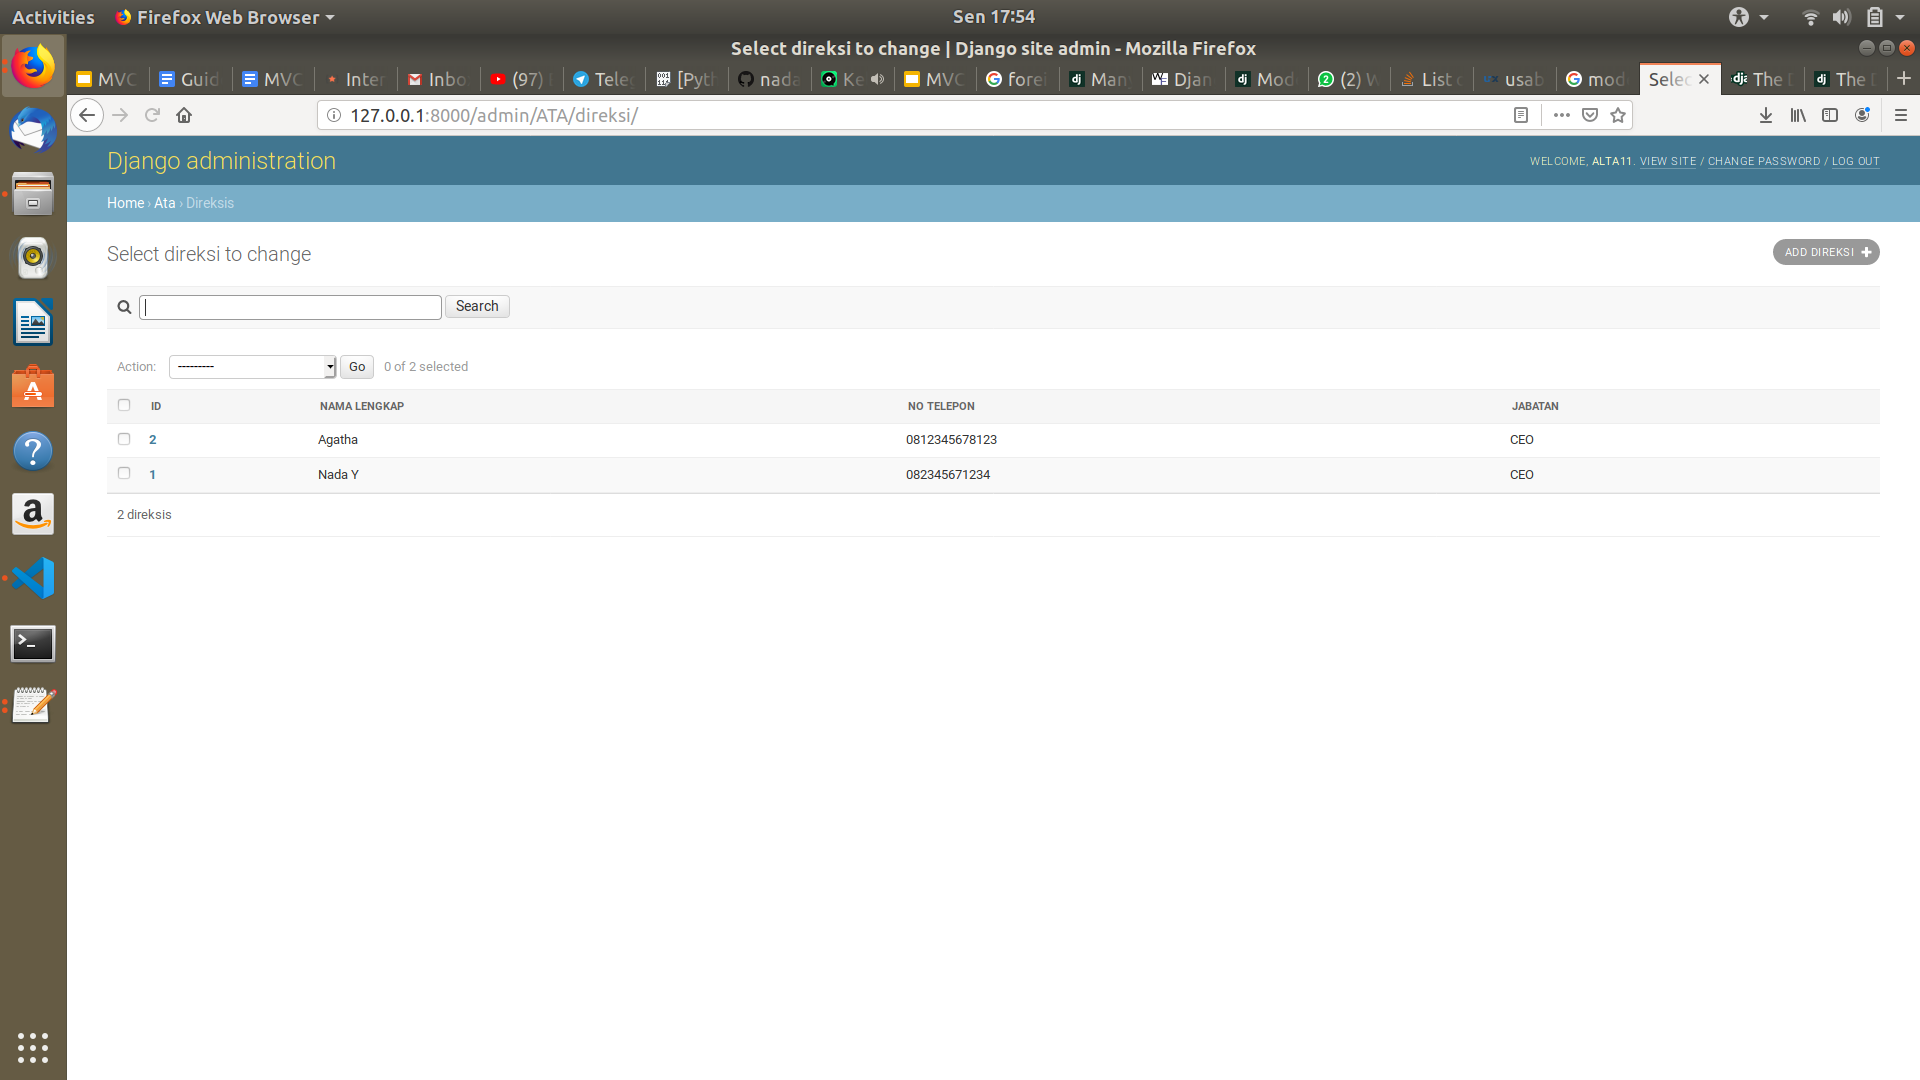 Activities Firefox Web Browser Sen 17:54
Select direksi to change | Django site admin - Mozilla Firefox
MVC Guid MVC Inter Inbo (97) Tele [Pyth nada Ke MVC forei Man Djan Mod (2) W List usab mod Selec The The
127.0.0.1:8000/admin/ATA/direksi/
Django administration WELCOME, ALTA11. VIEW SITE / CHANGE PASSWORD / LOG OUT
Home › Ata › Direksis
Select direksi to change ADD DIREKSI
Search
Action: --------- Go 0 of 2 selected
ID NAMA LENGKAP NO TELEPON JABATAN
2 Agatha 0812345678123 CEO
1 Nada Y 082345671234 CEO
2 direksis